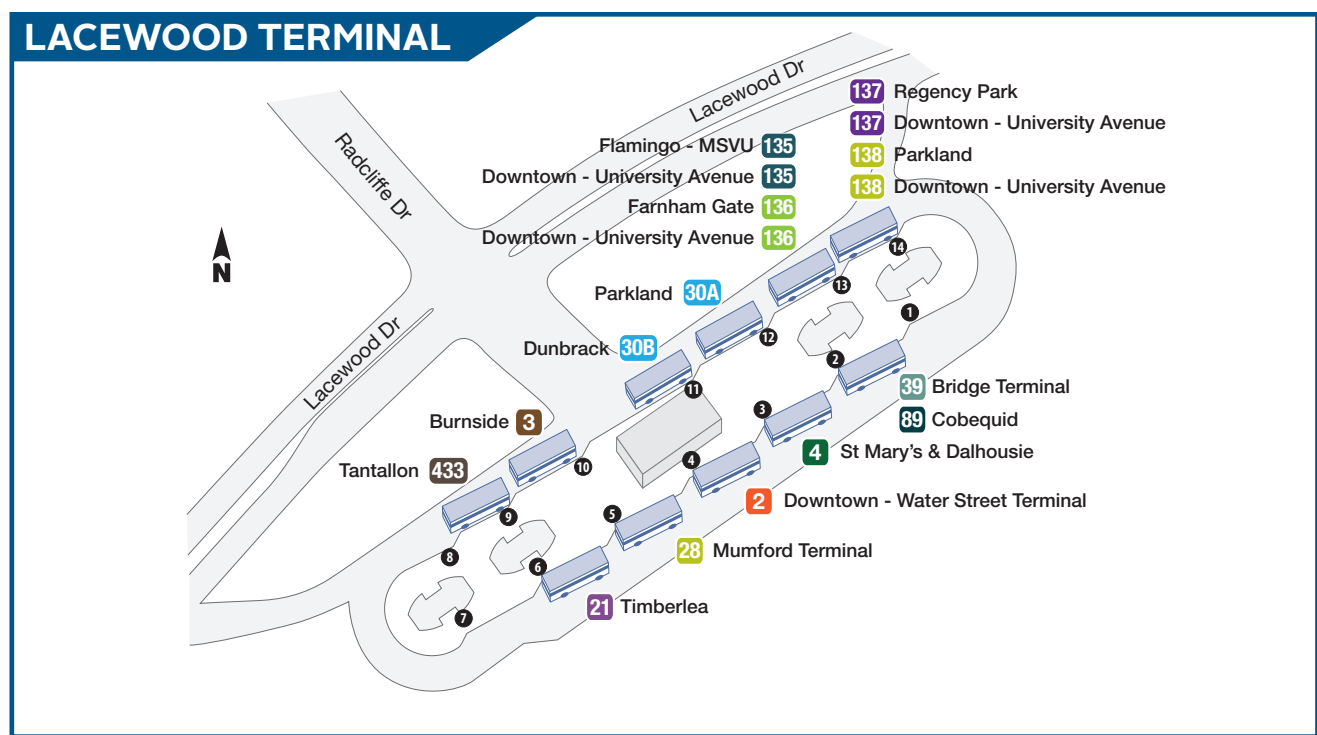 LACEWOOD TERMINAL
Lacewood Dr
Radcliffe Dr
137 Regency Park
137 Downtown - University Avenue
138 Parkland
138 Downtown - University Avenue
Flamingo - MSVU 135
Downtown - University Avenue 135
Farnham Gate 136
Downtown - University Avenue 136
N
Parkland 30A
Dunbrack 30B
Lacewood Dr
Burnside 3
Tantallon 433
14
13
12
11
10
9
8
1
2
3
4
5
6
7
39 Bridge Terminal
89 Cobequid
4 St Mary's & Dalhousie
2 Downtown - Water Street Terminal
28 Mumford Terminal
21 Timberlea